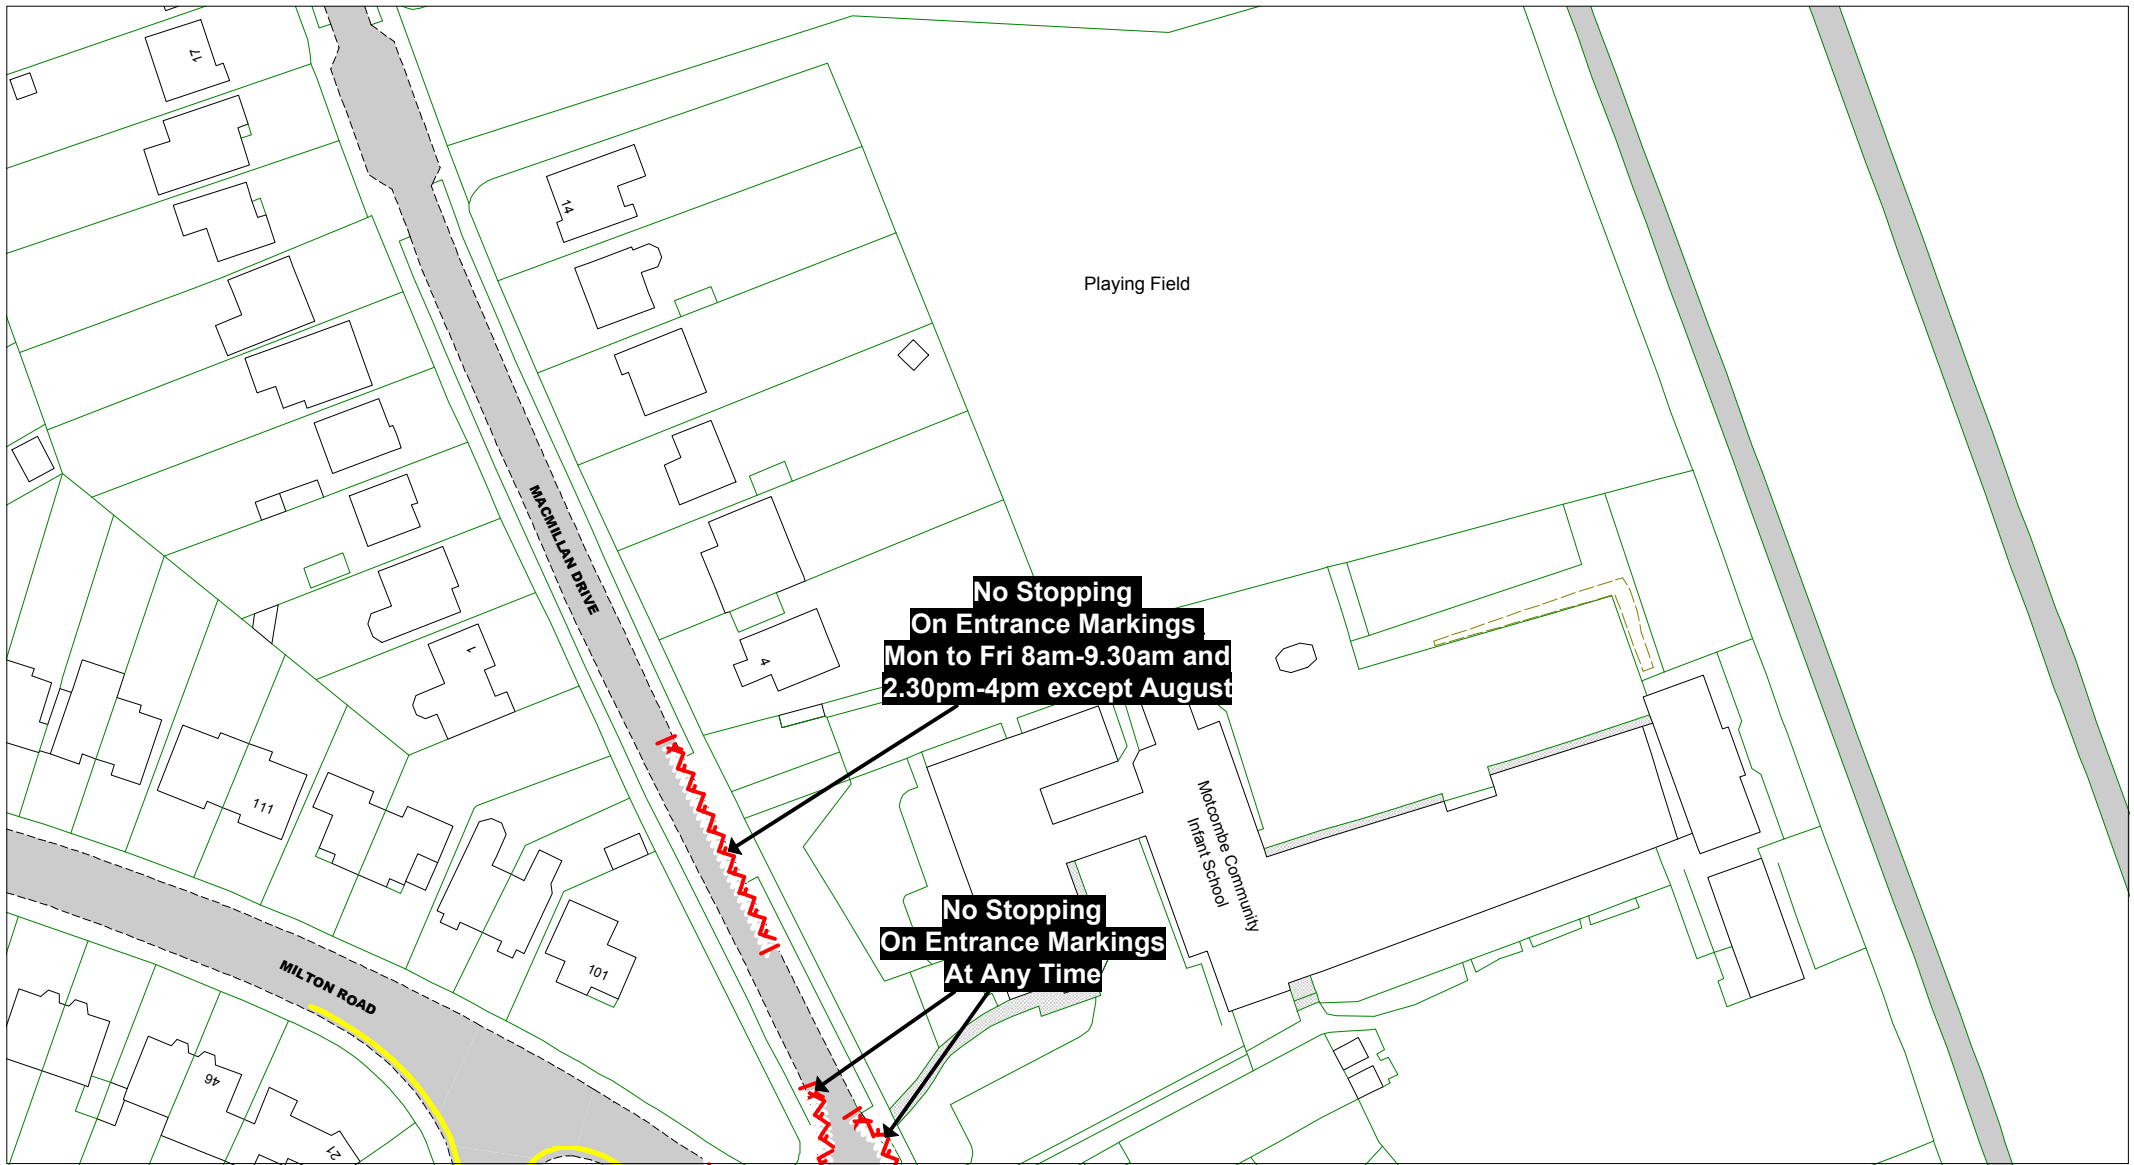 17
14
Playing Field
MACMILLAN DRIVE
No Stopping
On Entrance Markings
Mon to Fri 8am-9.30am and
2.30pm-4pm except August
1
4
111
Motcombe Community
Infant School
No Stopping
On Entrance Markings
At Any Time
101
MILTON ROAD
46
21